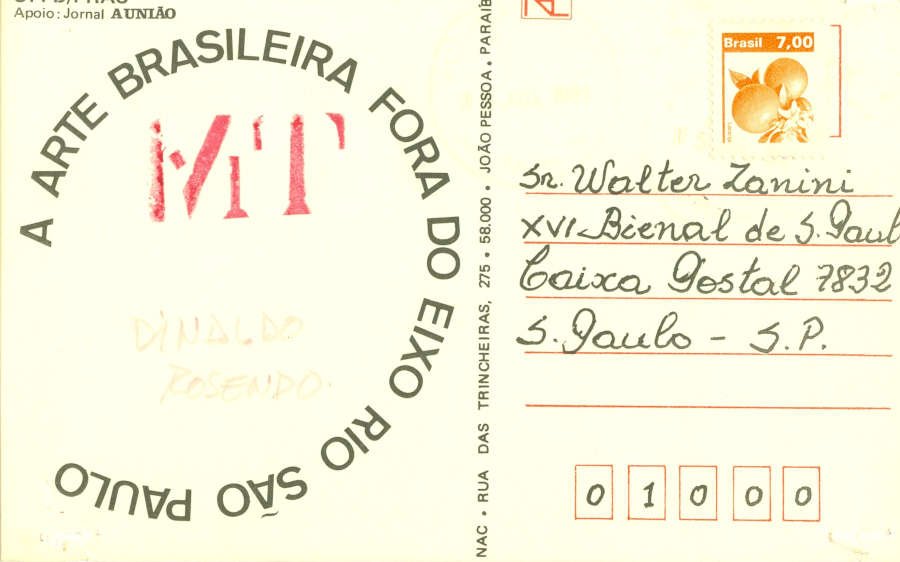 Apoio: Jornal A UNIÃO
A ARTE BRASILEIRA FORA DO EIXO RIO SÃO PAULO
MT
DINALDO
ROSENDO
NAC • RUA DAS TRINCHEIRAS, 275 • 58.000 • JOÃO PESSOA • PARAÍB
Brasil 7,00
Sr. Walter Zanini
XVI Bienal de S. Paul
Caixa Postal 7832
S. Paulo - S.P.
0 1 0 0 0